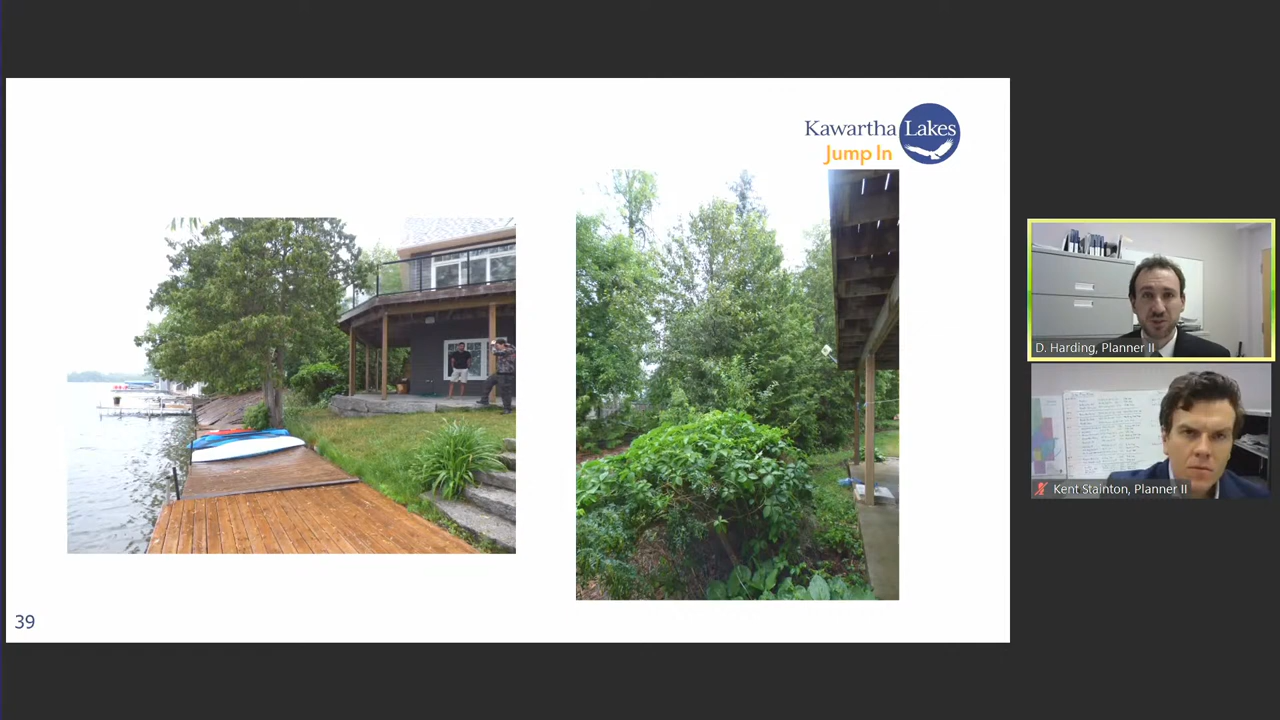 Kawartha Lakes
Jump In
39
D. Harding, Planner II
Kent Stainton, Planner II